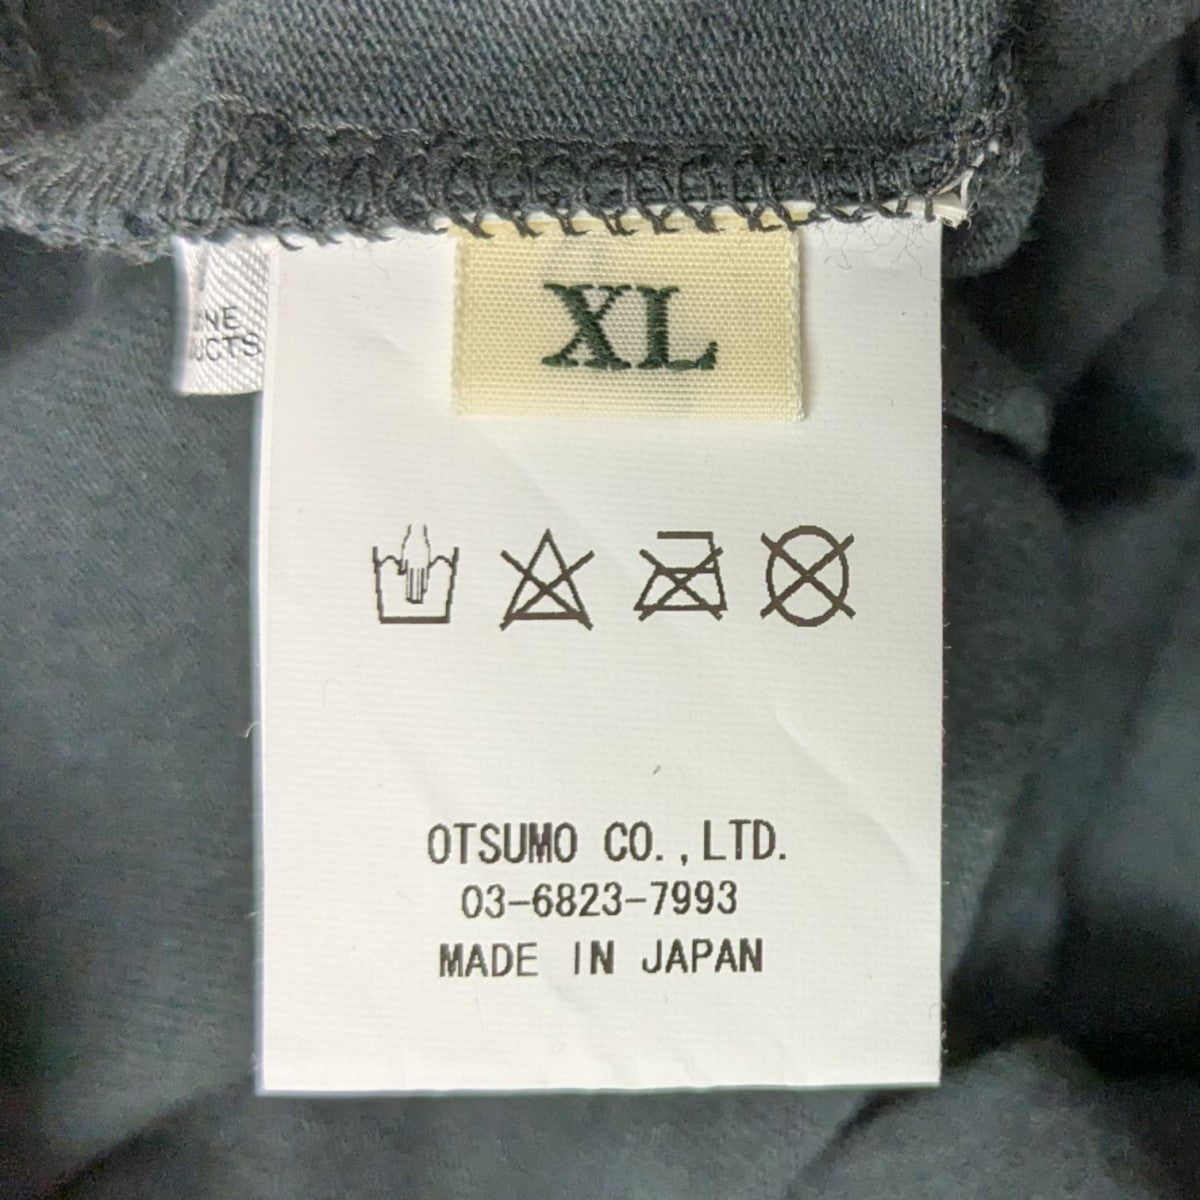 XL
OTSUMO CO.,LTD.
03-6823-7993
MADE IN JAPAN